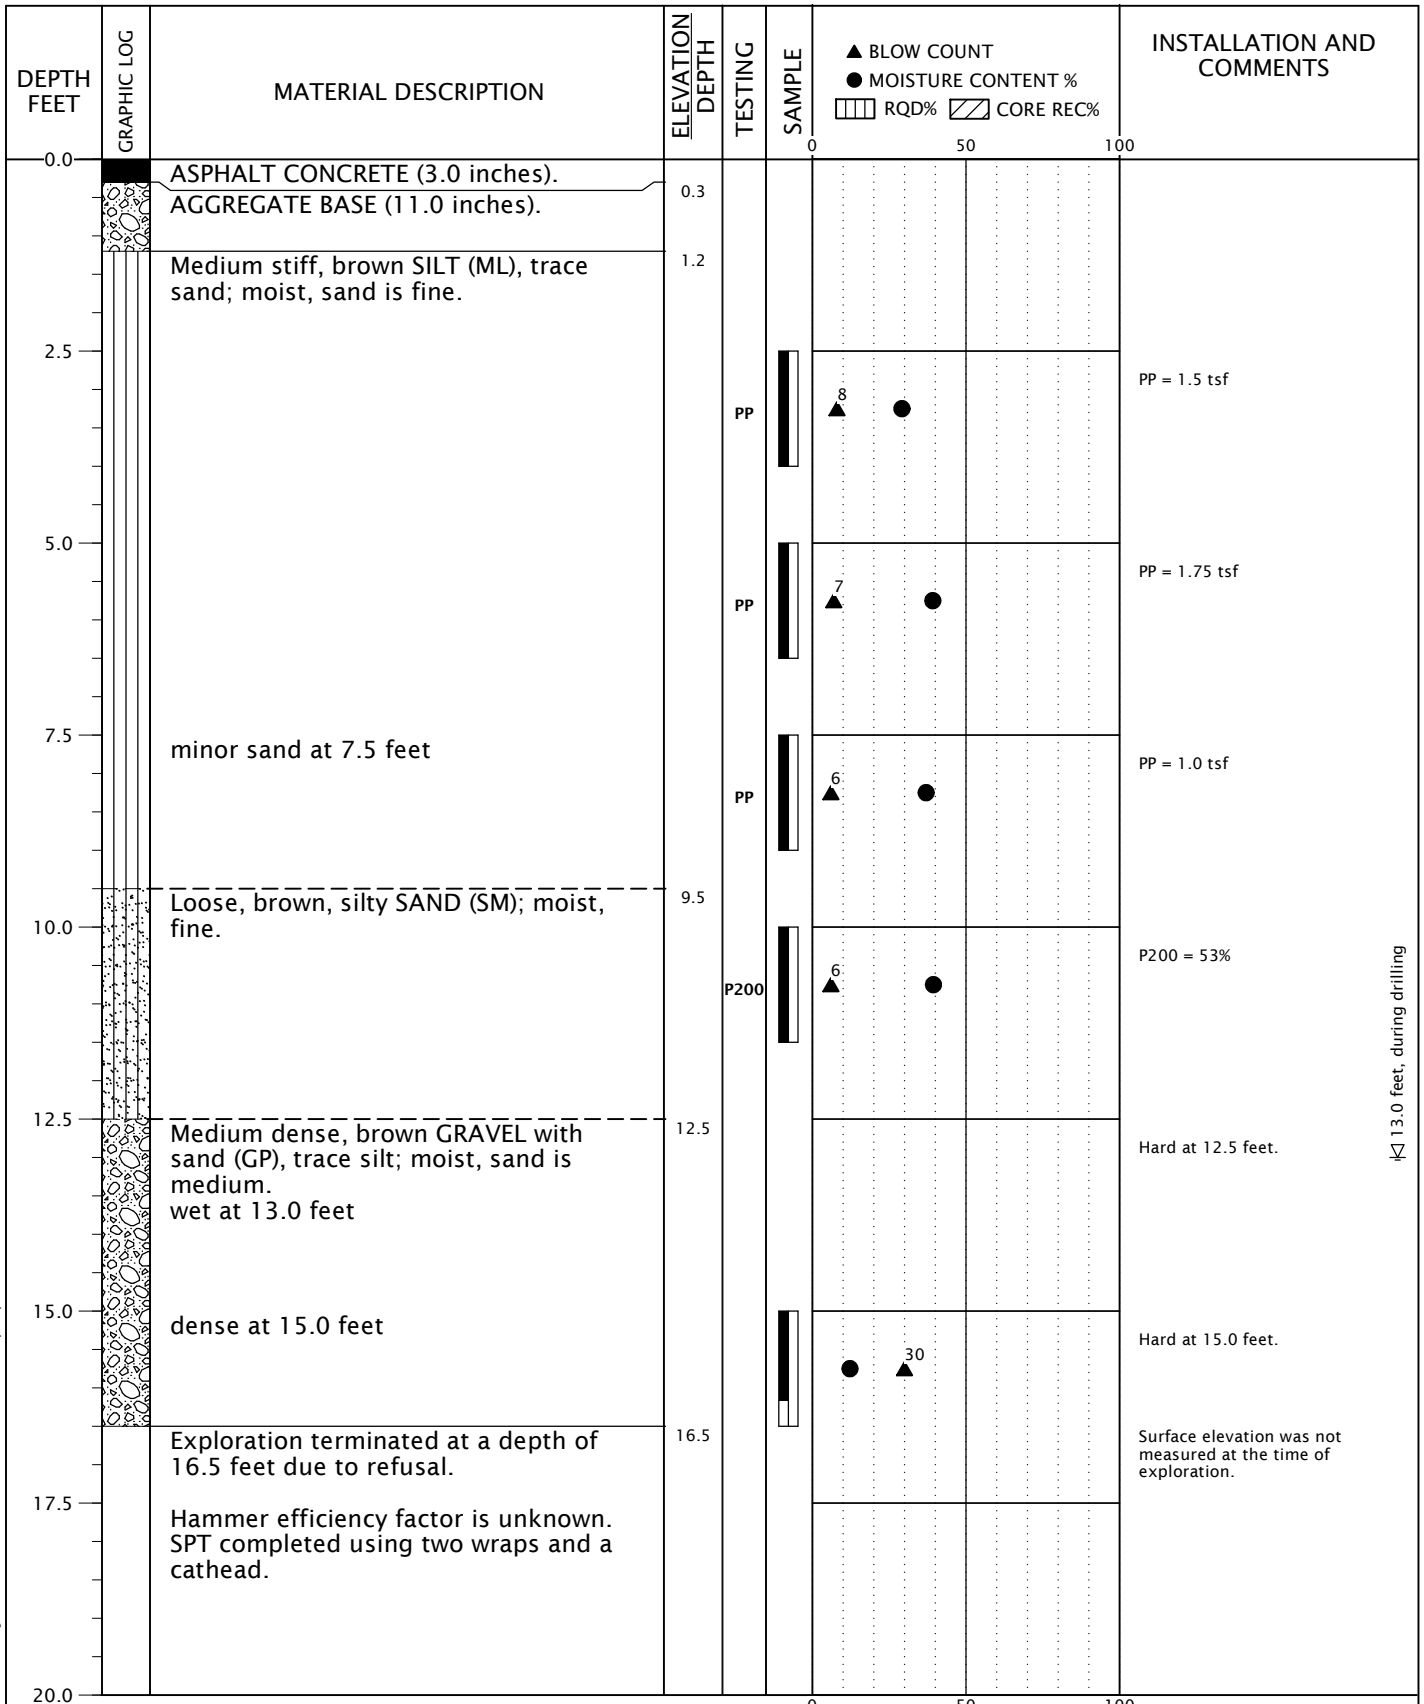 DEPTH
FEET
GRAPHIC LOG
MATERIAL DESCRIPTION
ELEVATION
DEPTH
TESTING
SAMPLE
▲ BLOW COUNT
● MOISTURE CONTENT %
RQD% CORE REC%
0 50 100
INSTALLATION AND
COMMENTS
0.0
ASPHALT CONCRETE (3.0 inches).
0.3
AGGREGATE BASE (11.0 inches).
1.2
Medium stiff, brown SILT (ML), trace
sand; moist, sand is fine.
2.5
PP
8
PP = 1.5 tsf
5.0
PP
7
PP = 1.75 tsf
7.5
minor sand at 7.5 feet
PP
6
PP = 1.0 tsf
9.5
Loose, brown, silty SAND (SM); moist,
fine.
10.0
P200
6
P200 = 53%
13.0 feet, during drilling
12.5
12.5
Medium dense, brown GRAVEL with
sand (GP), trace silt; moist, sand is
medium.
wet at 13.0 feet
Hard at 12.5 feet.
15.0
dense at 15.0 feet
30
Hard at 15.0 feet.
16.5
Exploration terminated at a depth of
16.5 feet due to refusal.
Surface elevation was not
measured at the time of
exploration.
17.5
Hammer efficiency factor is unknown.
SPT completed using two wraps and a
cathead.
20.0
0 50 100